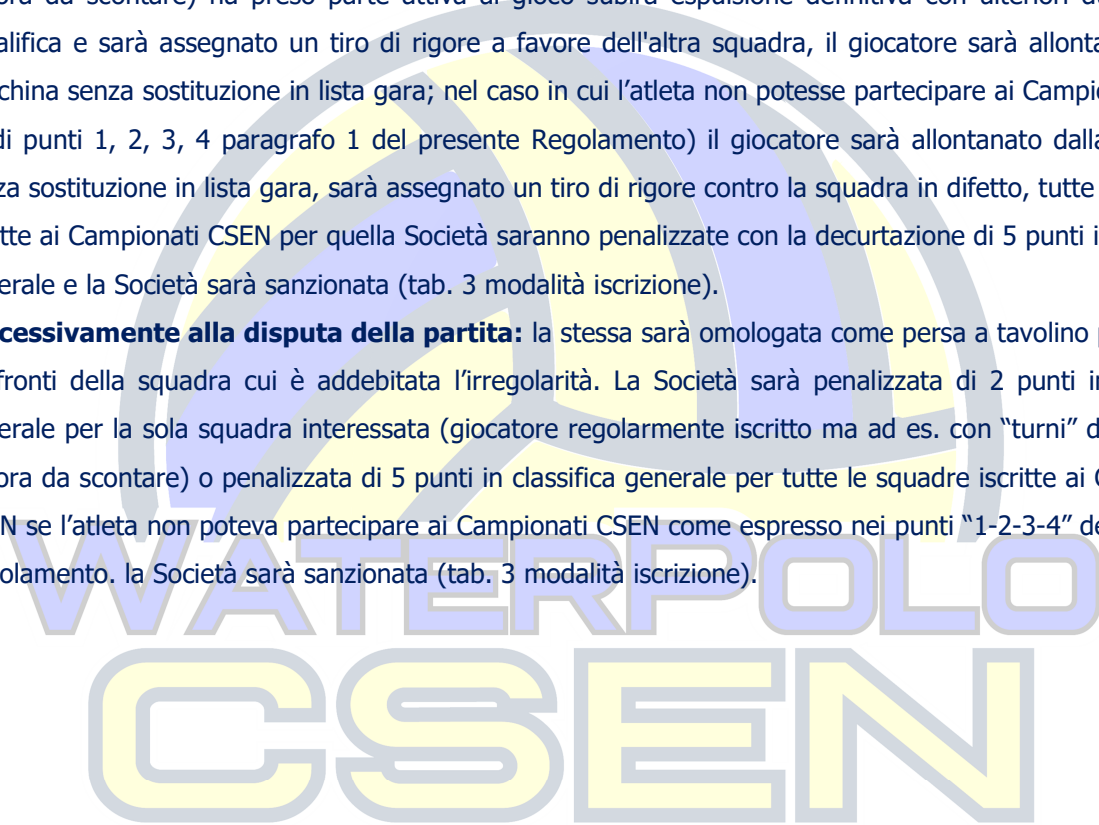 ora da scontare) ha preso parte attiva al gioco subirà espulsione definitiva con ulteriori
alifica e sarà assegnato un tiro di rigore a favore dell'altra squadra, il giocatore sarà allonta
china senza sostituzione in lista gara; nel caso in cui l’atleta non potesse partecipare ai Campi
di punti 1, 2, 3, 4 paragrafo 1 del presente Regolamento) il giocatore sarà allontanato dalla
za sostituzione in lista gara, sarà assegnato un tiro di rigore contro la squadra in difetto, tutte
tte ai Campionati CSEN per quella Società saranno penalizzate con la decurtazione di 5 punti i
erale e la Società sarà sanzionata (tab. 3 modalità iscrizione).
cessivamente alla disputa della partita: la stessa sarà omologata come persa a tavolino p
fronti della squadra cui è addebitata l’irregolarità. La Società sarà penalizzata di 2 punti in
erale per la sola squadra interessata (giocatore regolarmente iscritto ma ad es. con “turni” d
ora da scontare) o penalizzata di 5 punti in classifica generale per tutte le squadre iscritte ai C
N se l’atleta non poteva partecipare ai Campionati CSEN come espresso nei punti “1-2-3-4” de
olamento. la Società sarà sanzionata (tab. 3 modalità iscrizione).
WATERPOLO
CSEN